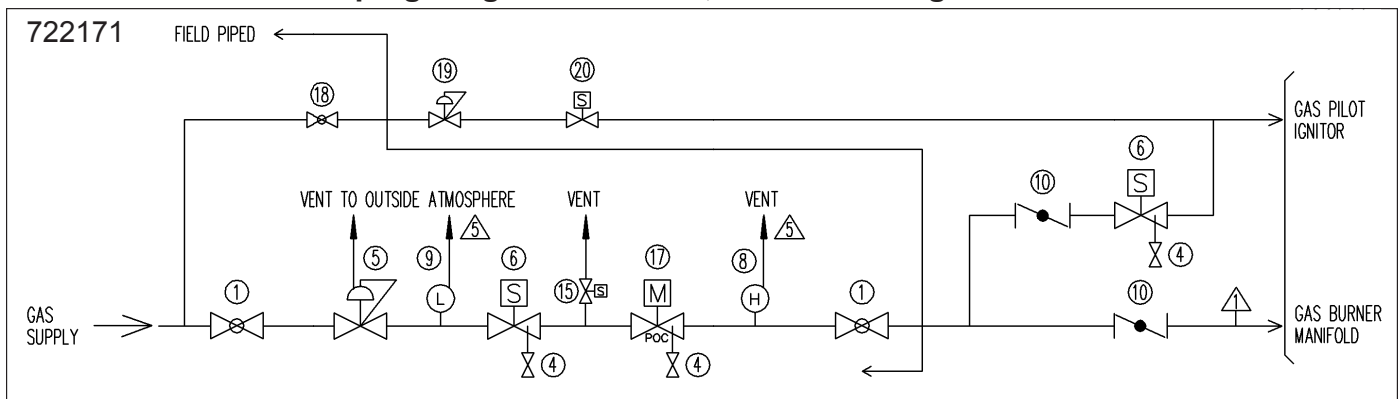 722171
FIELD PIPED
19
20
18
S
GAS PILOT
IGNITOR
6
10
S
VENT TO OUTSIDE ATMOSPHERE
VENT
VENT
5
5
5
9
6
17
8
4
1
L
S
15
S
M
H
1
10
1
GAS
SUPPLY
POC
GAS BURNER
MANIFOLD
4
4